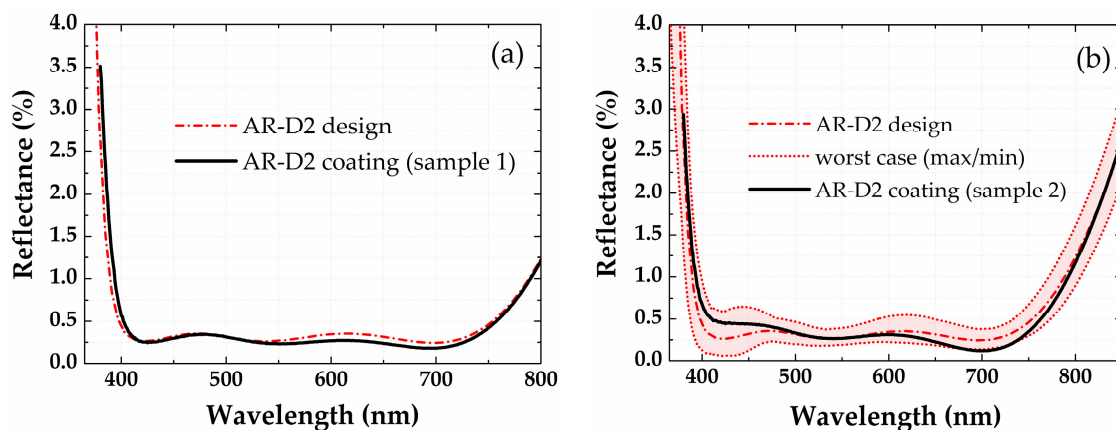 (a)
4.0
3.5
3.0
2.5
2.0
1.5
1.0
0.5
0.0
Reflectance (%)
AR-D2 design
AR-D2 coating (sample 1)
400 500 600 700 800
Wavelength (nm)
(b)
4.0
3.5
3.0
2.5
2.0
1.5
1.0
0.5
0.0
Reflectance (%)
AR-D2 design
worst case (max/min)
AR-D2 coating (sample 2)
400 500 600 700 800
Wavelength (nm)